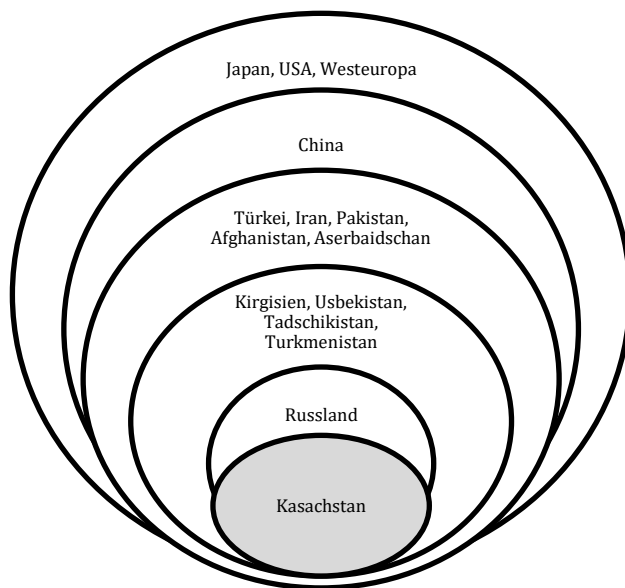 Japan, USA, Westeuropa
China
Türkei, Iran, Pakistan,
Afghanistan, Aserbaidschan
Kirgisien, Usbekistan,
Tadschikistan,
Turkmenistan
Russland
Kasachstan